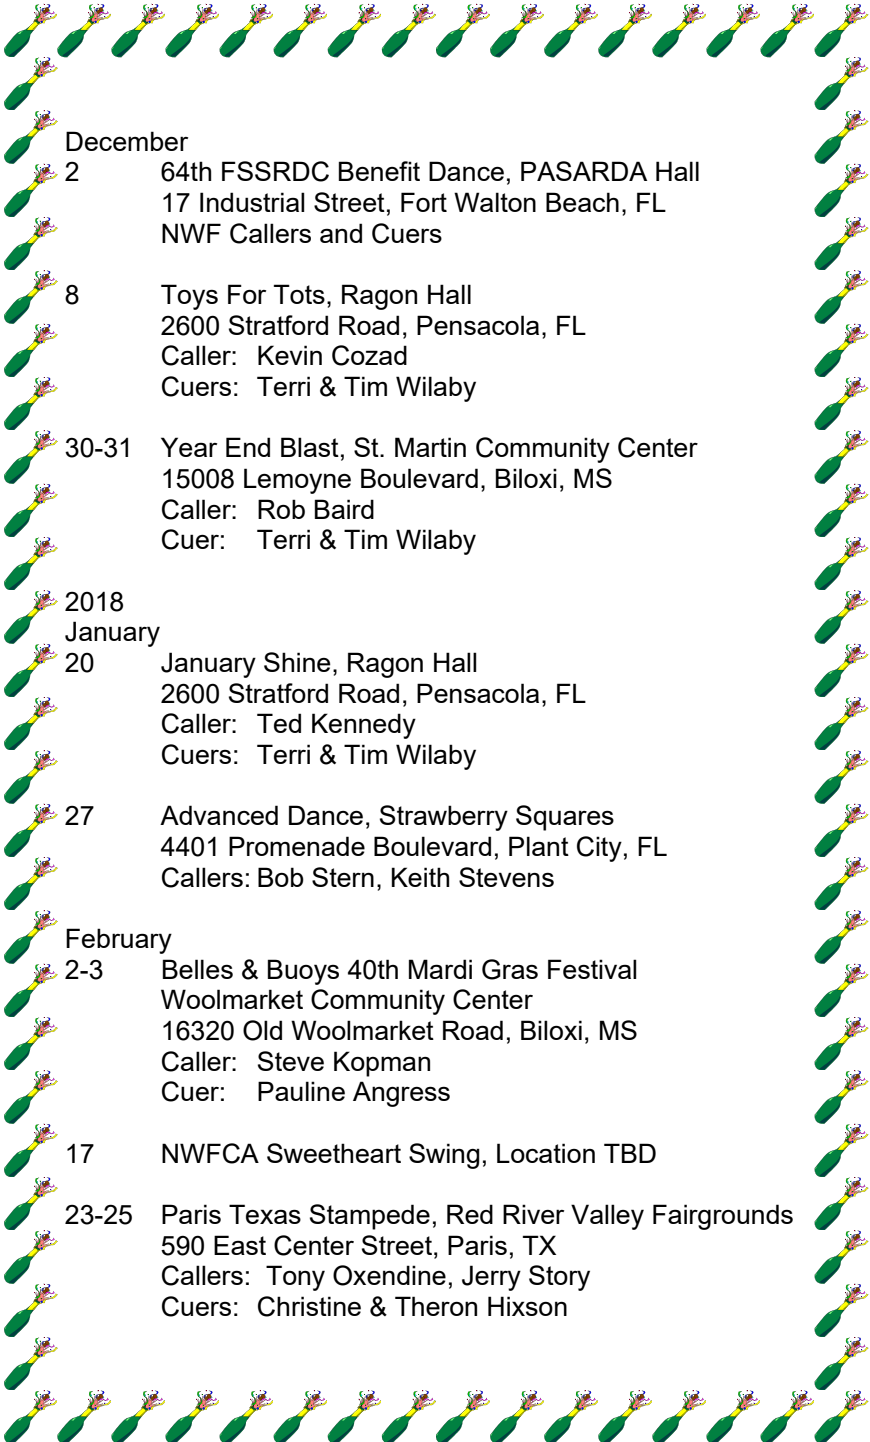 December
2 64th FSSRDC Benefit Dance, PASARDA Hall
17 Industrial Street, Fort Walton Beach, FL
NWF Callers and Cuers
8 Toys For Tots, Ragon Hall
2600 Stratford Road, Pensacola, FL
Caller: Kevin Cozad
Cuers: Terri & Tim Wilaby
30-31 Year End Blast, St. Martin Community Center
15008 Lemoyne Boulevard, Biloxi, MS
Caller: Rob Baird
Cuer: Terri & Tim Wilaby
2018
January
20 January Shine, Ragon Hall
2600 Stratford Road, Pensacola, FL
Caller: Ted Kennedy
Cuers: Terri & Tim Wilaby
27 Advanced Dance, Strawberry Squares
4401 Promenade Boulevard, Plant City, FL
Callers: Bob Stern, Keith Stevens
February
2-3 Belles & Buoys 40th Mardi Gras Festival
Woolmarket Community Center
16320 Old Woolmarket Road, Biloxi, MS
Caller: Steve Kopman
Cuer: Pauline Angress
17 NWFCA Sweetheart Swing, Location TBD
23-25 Paris Texas Stampede, Red River Valley Fairgrounds
590 East Center Street, Paris, TX
Callers: Tony Oxendine, Jerry Story
Cuers: Christine & Theron Hixson